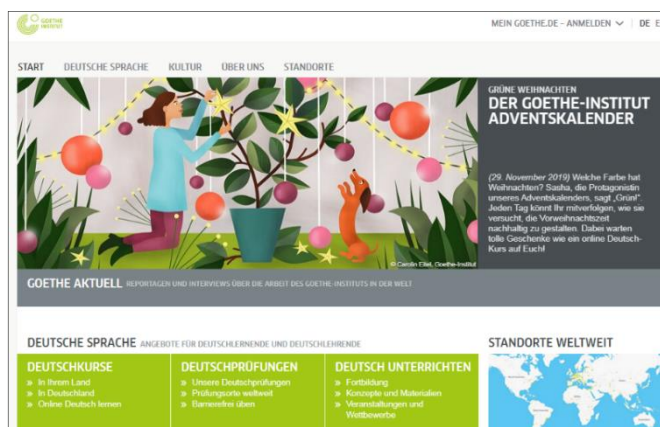 GOETHE
INSTITUT
MEIN GOETHE.DE – ANMELDEN
DE
START
DEUTSCHE SPRACHE
KULTUR
ÜBER UNS
STANDORTE
GRÜNE WEIHNACHTEN
DER GOETHE-INSTITUT
ADVENTSKALENDER
(29. November 2019) Welche Farbe hat
Weihnachten? Sasha, die Protagonistin
unseres Adventskalenders, sagt „Grün!“.
Jeden Tag könnt Ihr mitverfolgen, wie sie
versucht, die Vorweihnachtszeit
nachhaltig zu gestalten. Dabei warten
tolle Geschenke wie ein online Deutsch-
Kurs auf Euch!
Goethe-Institut
GOETHE AKTUELL REPORTAGEN UND INTERVIEWS ÜBER DIE ARBEIT DES GOETHE-INSTITUTS IN DER WELT
DEUTSCHE SPRACHE ANGEBOTE FÜR DEUTSCHLERNENDE UND DEUTSCHLEHRENDE
DEUTSCHKURSE
» In Ihrem Land
» In Deutschland
» Online Deutsch lernen
DEUTSCHPRÜFUNGEN
» Unsere Deutschprüfungen
» Prüfungsorte weltweit
» Barrierefrei üben
DEUTSCH UNTERRICHTEN
» Fortbildung
» Konzepte und Materialien
» Veranstaltungen und
Wettbewerbe
STANDORTE WELTWEIT